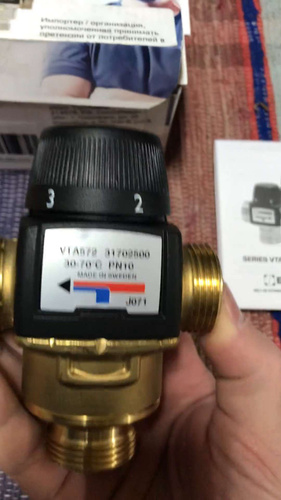 Импортер / организация,
уполномоченная принимать
претензии от потребителей в
3 2
VTA572 31702500
30-70°C PN10
MADE IN SWEDEN
J071
SERIES VTA